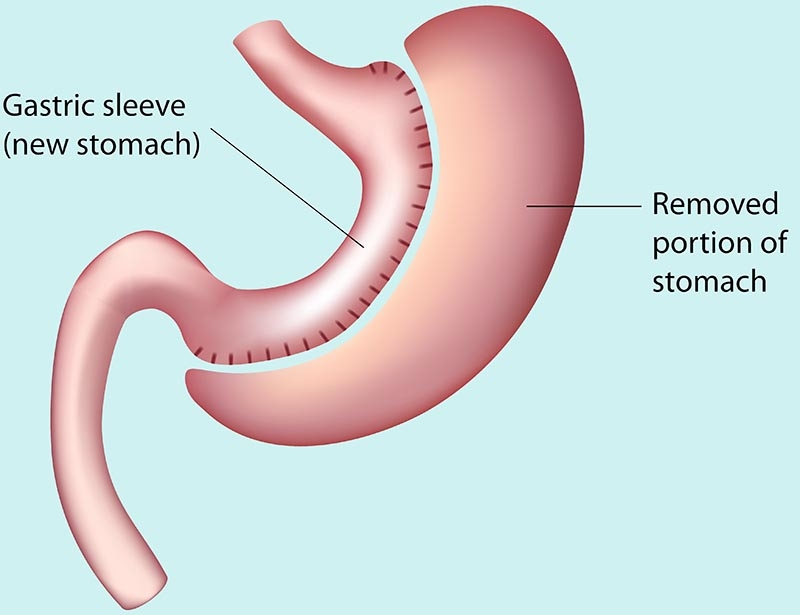 Gastric sleeve
(new stomach)
Removed
portion of
stomach